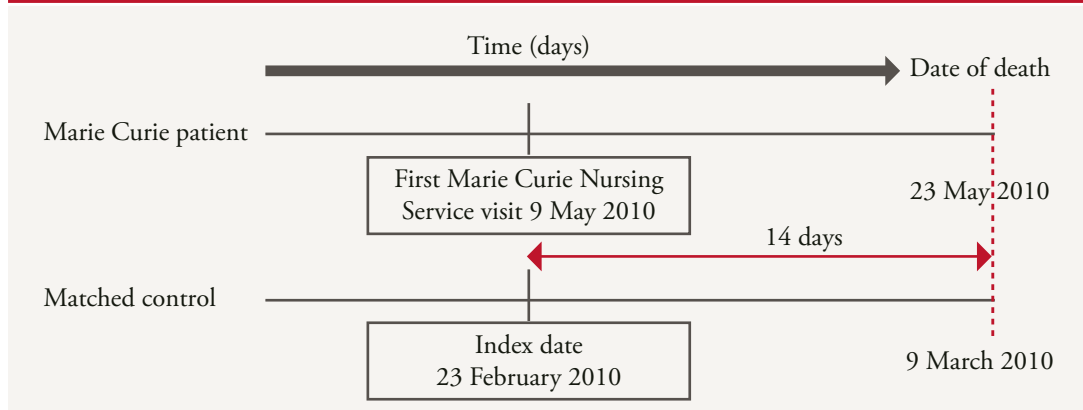 Time (days)
Date of death
Marie Curie patient
First Marie Curie Nursing
Service visit 9 May 2010
23 May 2010
14 days
Matched control
Index date
23 February 2010
9 March 2010